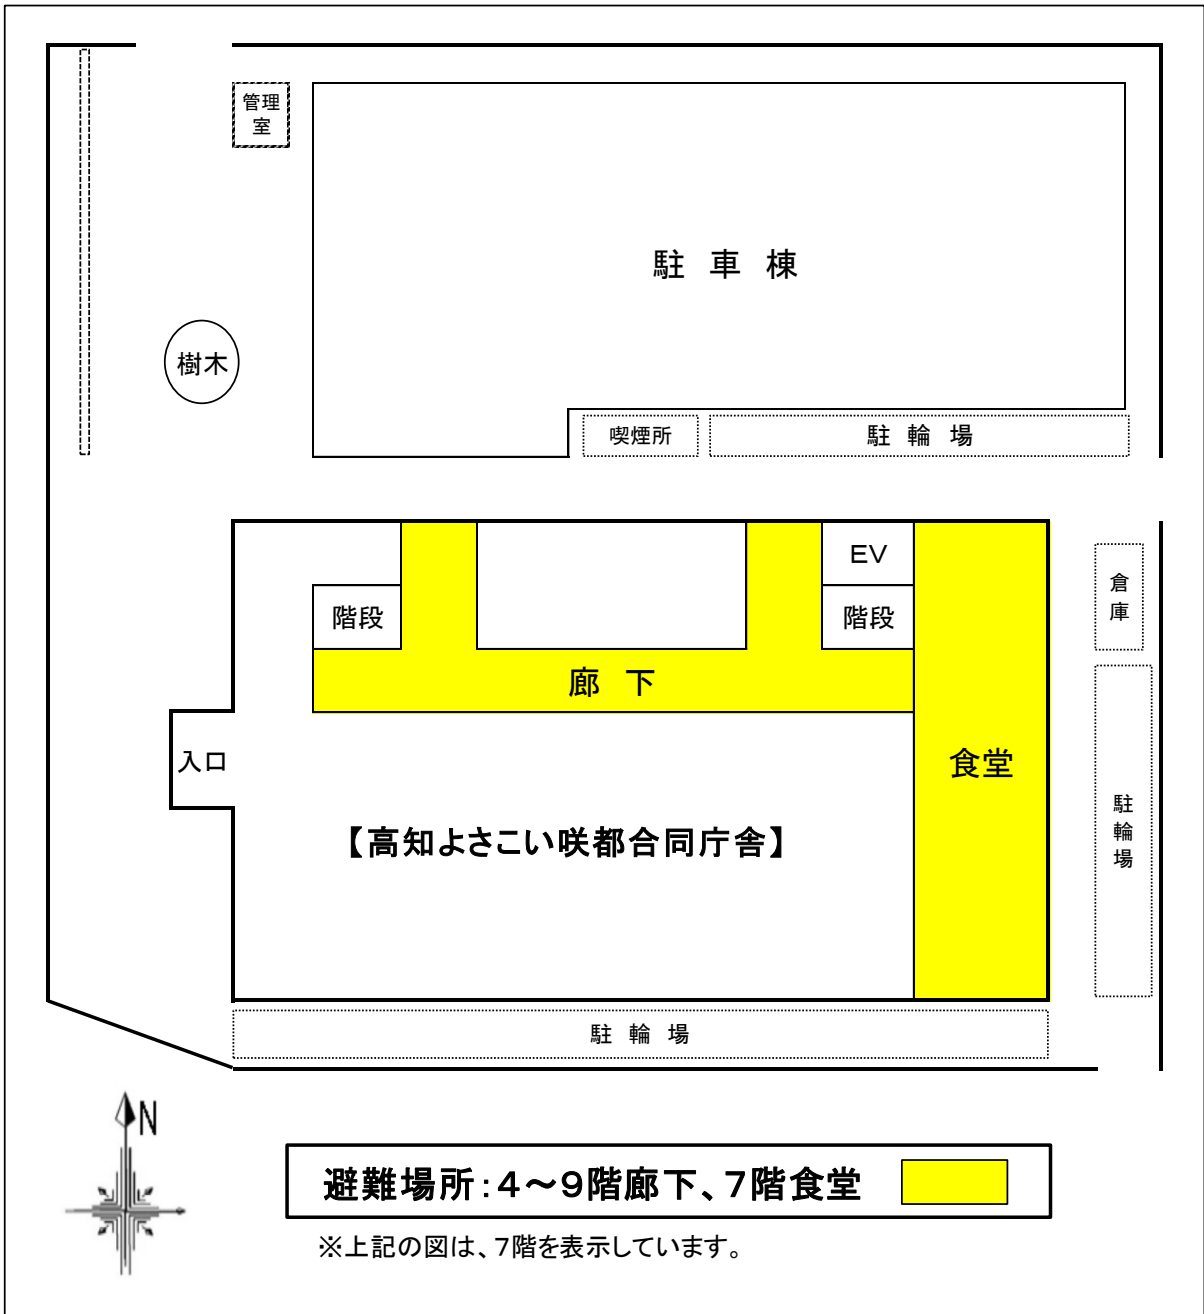 管理
室
駐 車 棟
樹木
喫煙所
駐 輪 場
EV
階段
階段
倉
庫
廊 下
入口
食堂
駐
輪
場
【高知よさこい咲都合同庁舎】
駐 輪 場
N
避難場所:4~9階廊下、7階食堂
※上記の図は、7階を表示しています。